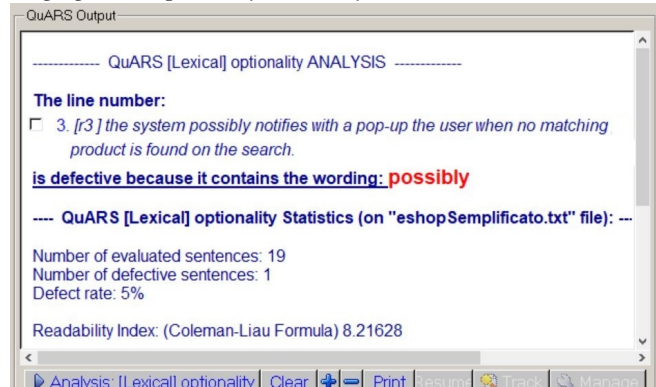 QuARS Output
------------- QuARS [Lexical] optionality ANALYSIS -------------
The line number:
3. [r3 ] the system possibly notifies with a pop-up the user when no matching
product is found on the search.
is defective because it contains the wording: possibly
---- QuARS [Lexical] optionality Statistics (on "eshopSemplificato.txt" file): ---
Number of evaluated sentences: 19
Number of defective sentences: 1
Defect rate: 5%
Readability Index: (Coleman-Liau Formula) 8.21628
Analysis: [Lexical] optionality Clear Print Resume Track Manage